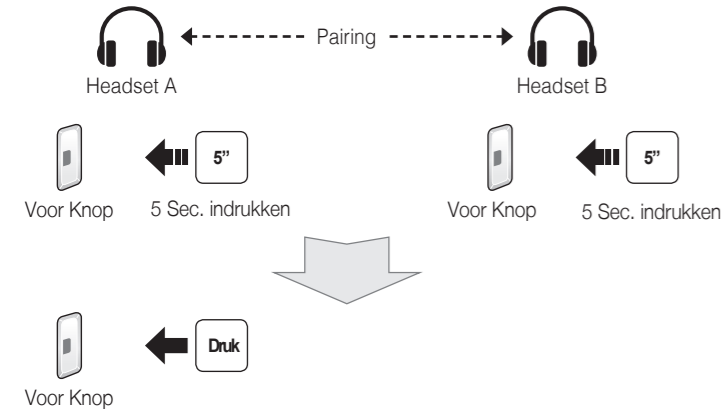 Pairing
Headset A
Headset B
5”
5”
Voor Knop
5 Sec. indrukken
Voor Knop
5 Sec. indrukken
Druk
Voor Knop